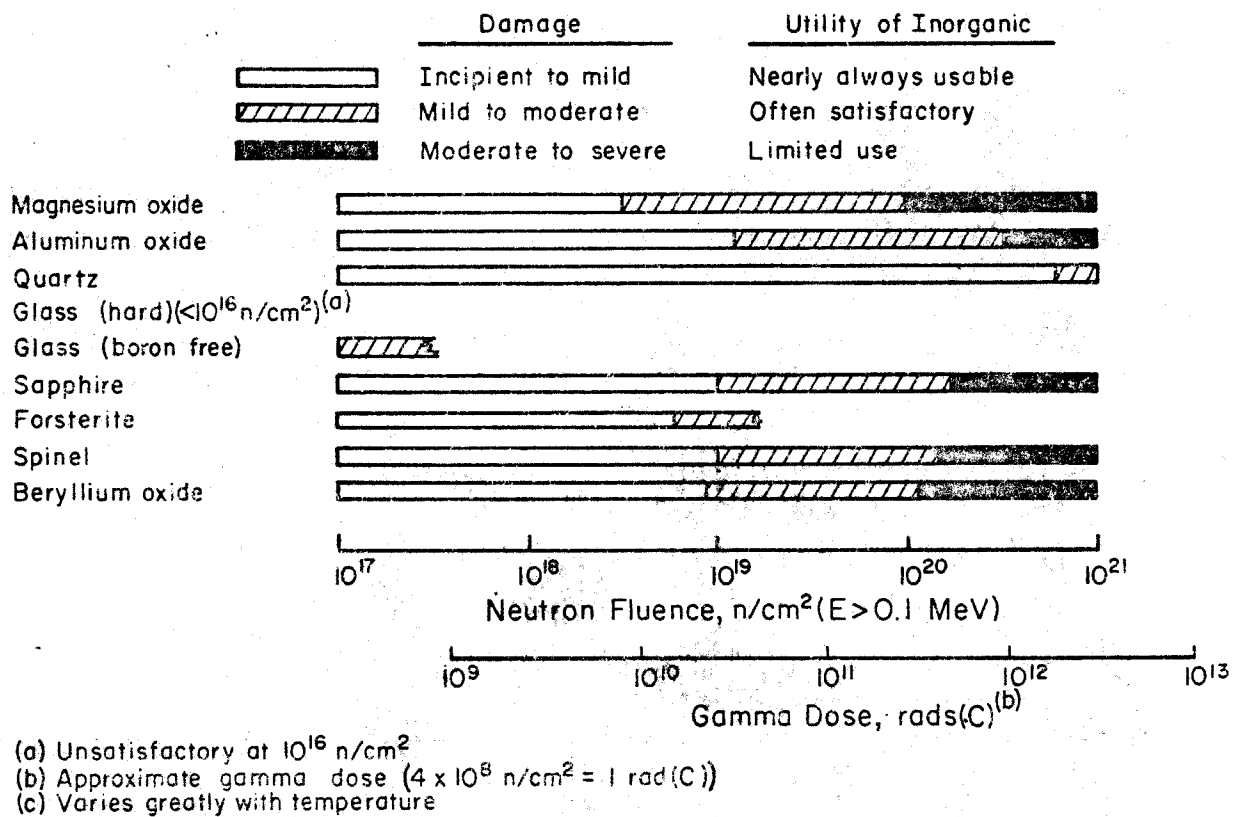 Damage Utility of Inorganic
Incipient to mild Nearly always usable
Mild to moderate Often satisfactory
Moderate to severe Limited use
Magnesium oxide
Aluminum oxide
Quartz
Glass (hard)(<10¹⁶n/cm²)⁽ᵃ⁾
Glass (boron free)
Sapphire
Forsterite
Spinel
Beryllium oxide
10¹⁷ 10¹⁸ 10¹⁹ 10²⁰ 10²¹
Neutron Fluence, n/cm²(E>0.1 MeV)
10⁹ 10¹⁰ 10¹¹ 10¹² 10¹³
Gamma Dose, rads(C)⁽ᵇ⁾
(a) Unsatisfactory at 10¹⁶ n/cm²
(b) Approximate gamma dose (4 x 10⁸ n/cm² = 1 rad(C))
(c) Varies greatly with temperature